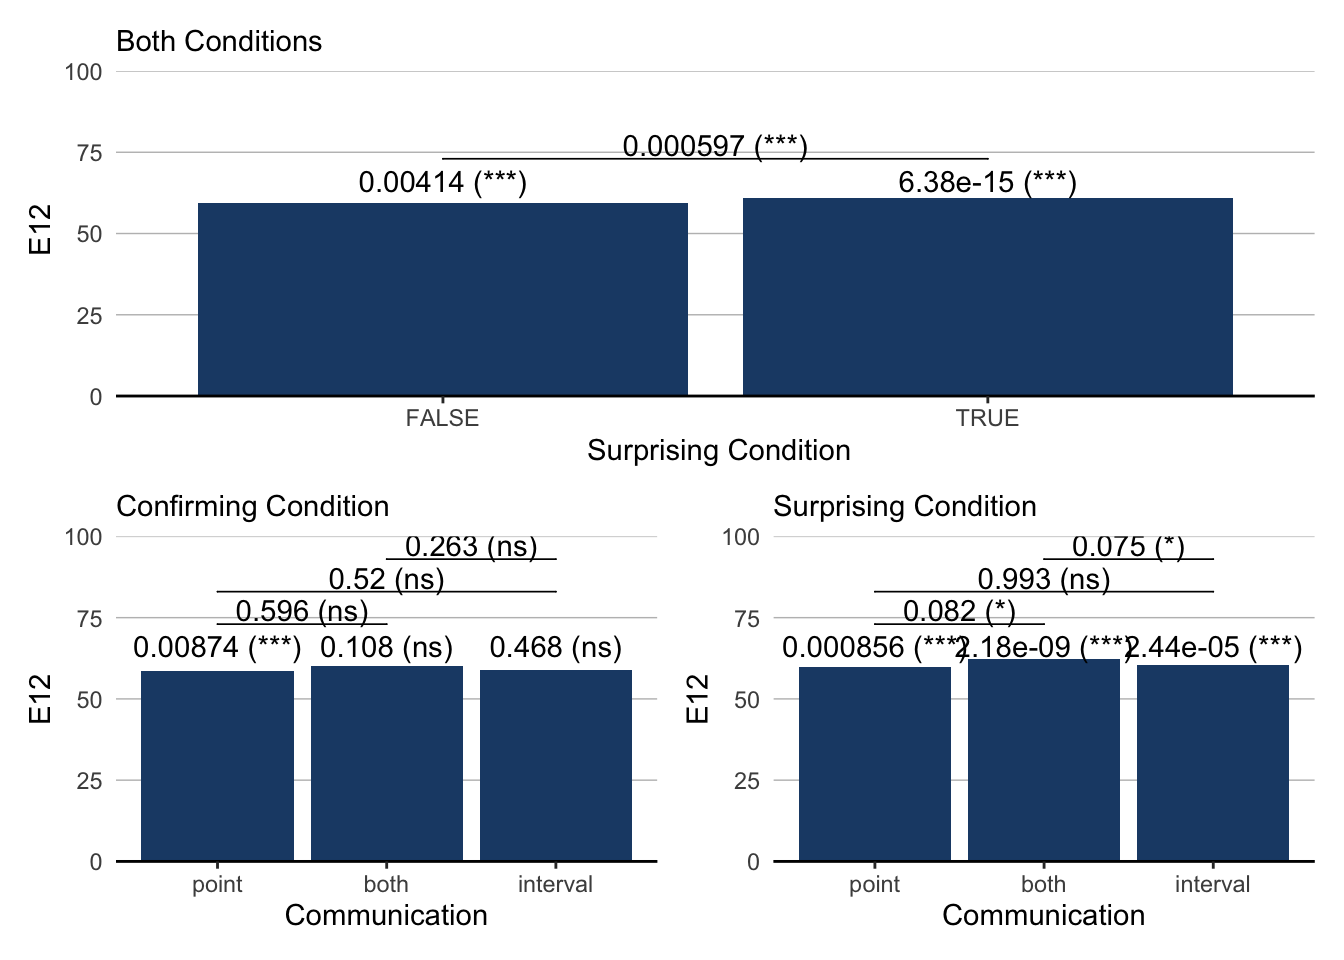 Both Conditions
100
75
50
25
0
E12
0.000597 (***)
0.00414 (***)
6.38e-15 (***)
FALSE
TRUE
Surprising Condition
Confirming Condition
100
75
50
25
0
E12
0.263 (ns)
0.52 (ns)
0.596 (ns)
0.00874 (***)
0.108 (ns)
0.468 (ns)
point
both
interval
Communication
Surprising Condition
100
75
50
25
0
E12
0.075 (*)
0.993 (ns)
0.082 (*)
0.000856 (***)
2.18e-09 (***)
2.44e-05 (***)
point
both
interval
Communication